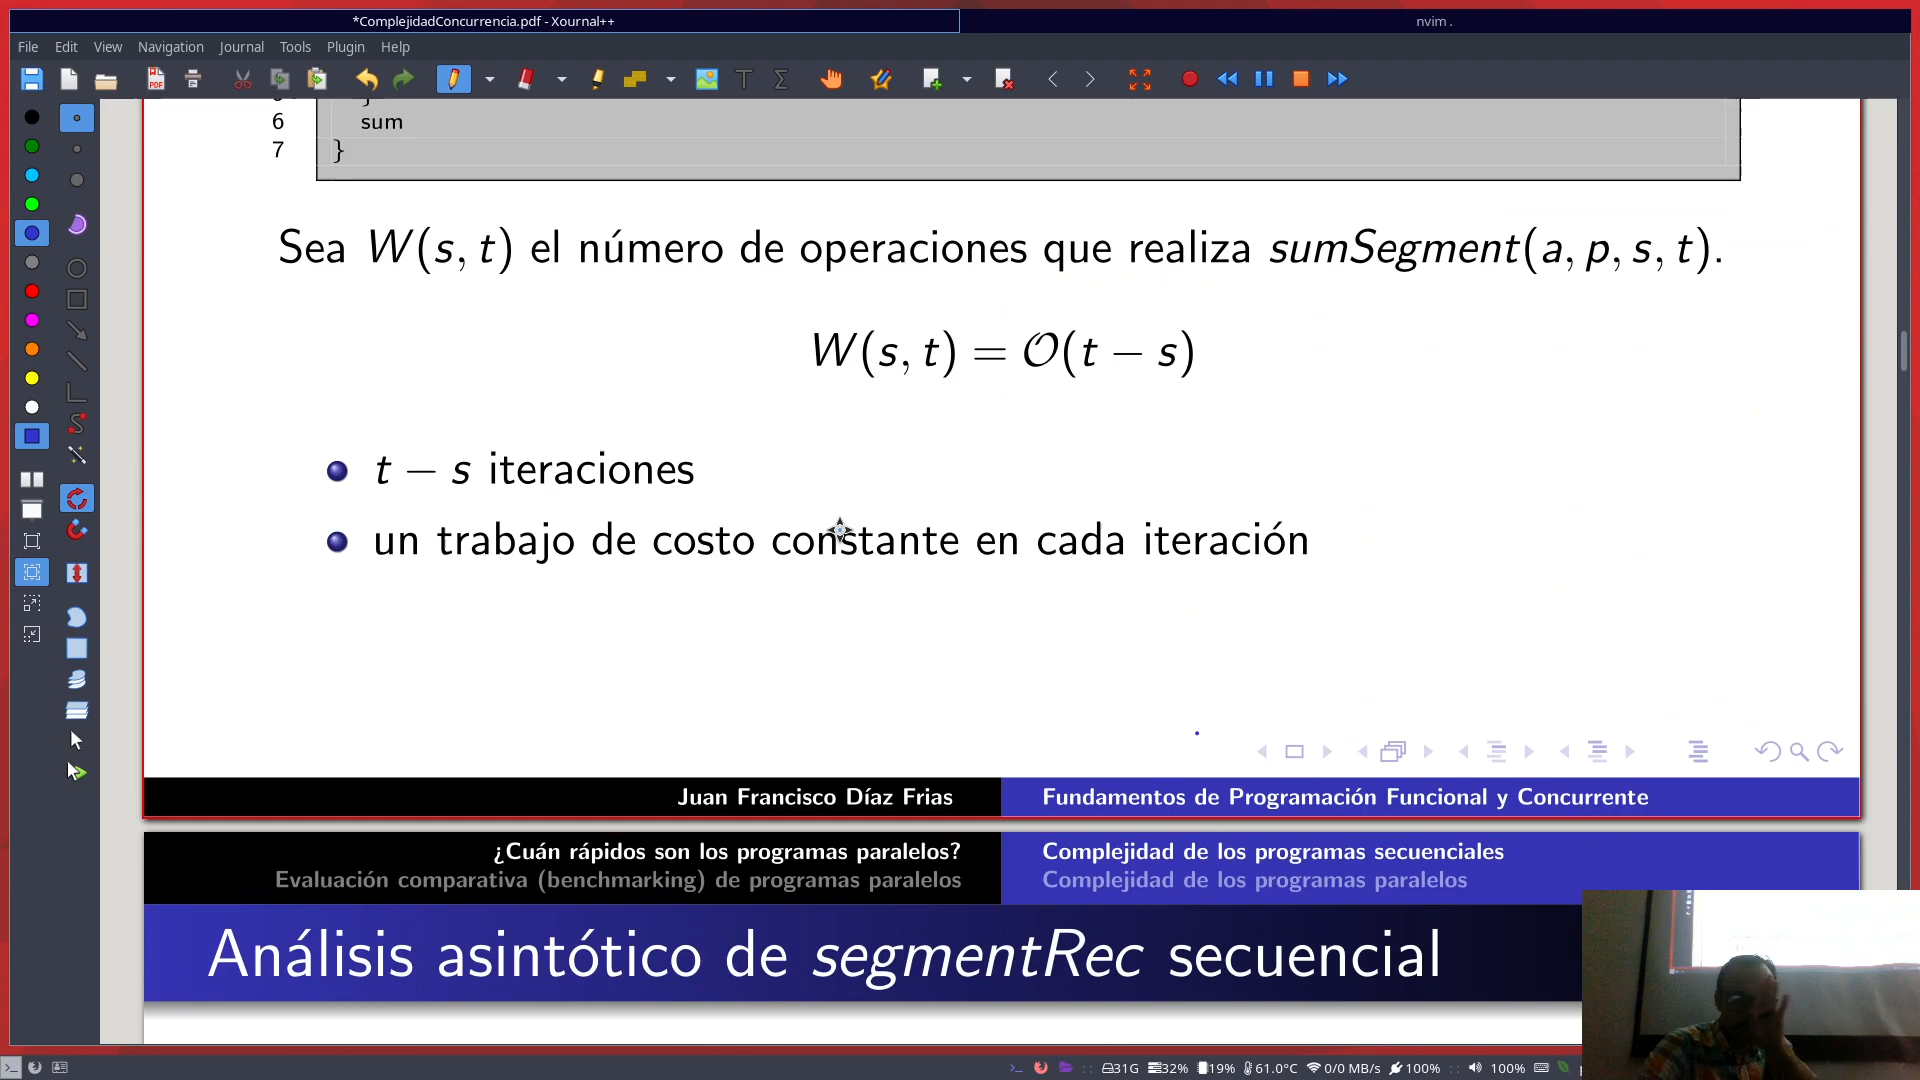 *ComplejidadConcurrencia.pdf - Xournal++
nvim .
File Edit View Navigation Journal Tools Plugin Help
6 sum
7 }
Sea W(s, t) el número de operaciones que realiza sumSegment(a, p, s, t).
W(s, t) = O(t − s)
t − s iteraciones
un trabajo de costo constante en cada iteración
Juan Francisco Díaz Frias
Fundamentos de Programación Funcional y Concurrente
¿Cuán rápidos son los programas paralelos?
Evaluación comparativa (benchmarking) de programas paralelos
Complejidad de los programas secuenciales
Complejidad de los programas paralelos
Análisis asintótico de segmentRec secuencial
31G 32% 19% 61.0°C 0/0 MB/s 100% 100%